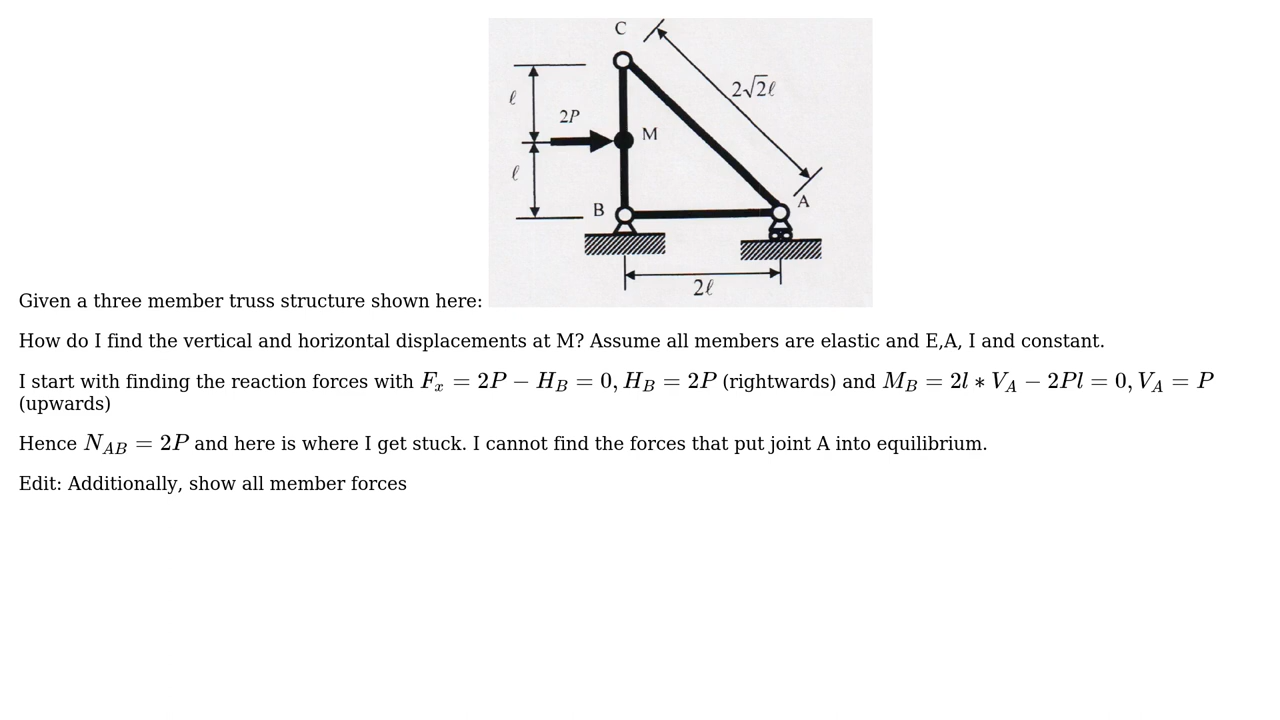 C
2√2ℓ
ℓ
2P
M
ℓ
B
A
2ℓ
Given a three member truss structure shown here:
How do I find the vertical and horizontal displacements at M? Assume all members are elastic and E,A, I and constant.
I start with finding the reaction forces with F_x = 2P − H_B = 0, H_B = 2P (rightwards) and M_B = 2l ∗ V_A − 2Pl = 0, V_A = P
(upwards)
Hence N_AB = 2P and here is where I get stuck. I cannot find the forces that put joint A into equilibrium.
Edit: Additionally, show all member forces